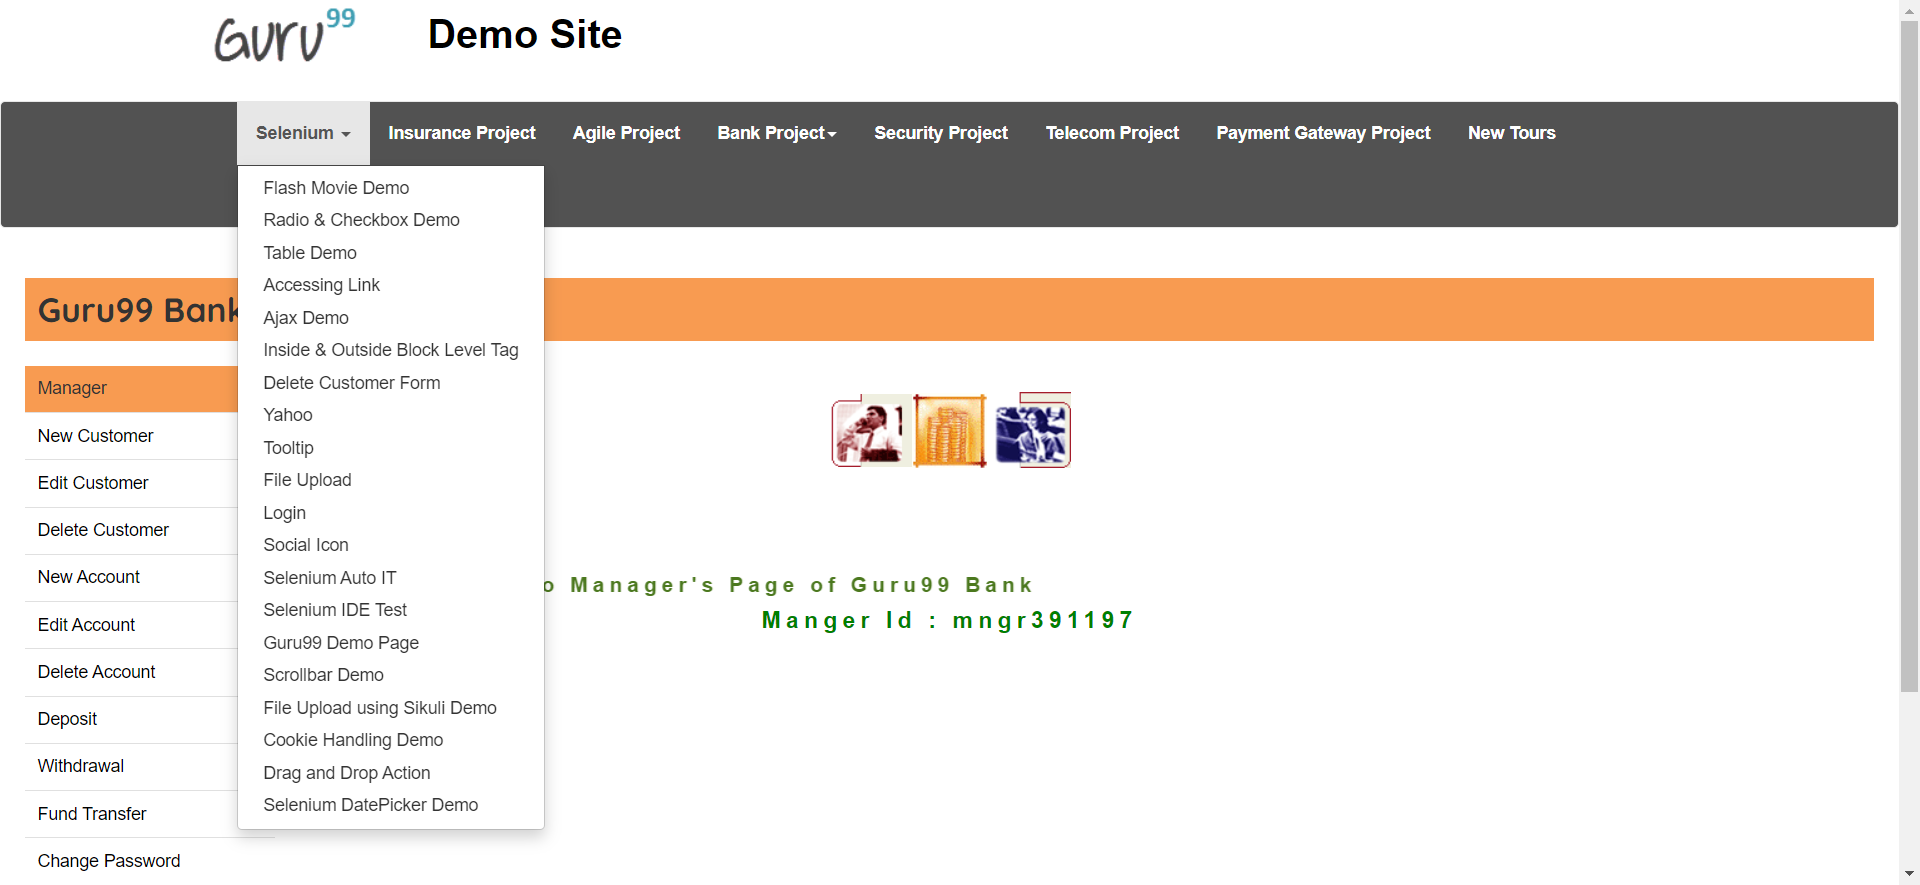 Guru99
Demo Site
Selenium
Insurance Project
Agile Project
Bank Project
Security Project
Telecom Project
Payment Gateway Project
New Tours
Flash Movie Demo
Radio & Checkbox Demo
Table Demo
Accessing Link
Ajax Demo
Inside & Outside Block Level Tag
Delete Customer Form
Yahoo
Tooltip
File Upload
Login
Social Icon
Selenium Auto IT
Selenium IDE Test
Guru99 Demo Page
Scrollbar Demo
File Upload using Sikuli Demo
Cookie Handling Demo
Drag and Drop Action
Selenium DatePicker Demo
Guru99 Bank
Manager
New Customer
Edit Customer
Delete Customer
New Account
Edit Account
Delete Account
Deposit
Withdrawal
Fund Transfer
Change Password
o Manager's Page of Guru99 Bank
Manger Id : mngr391197